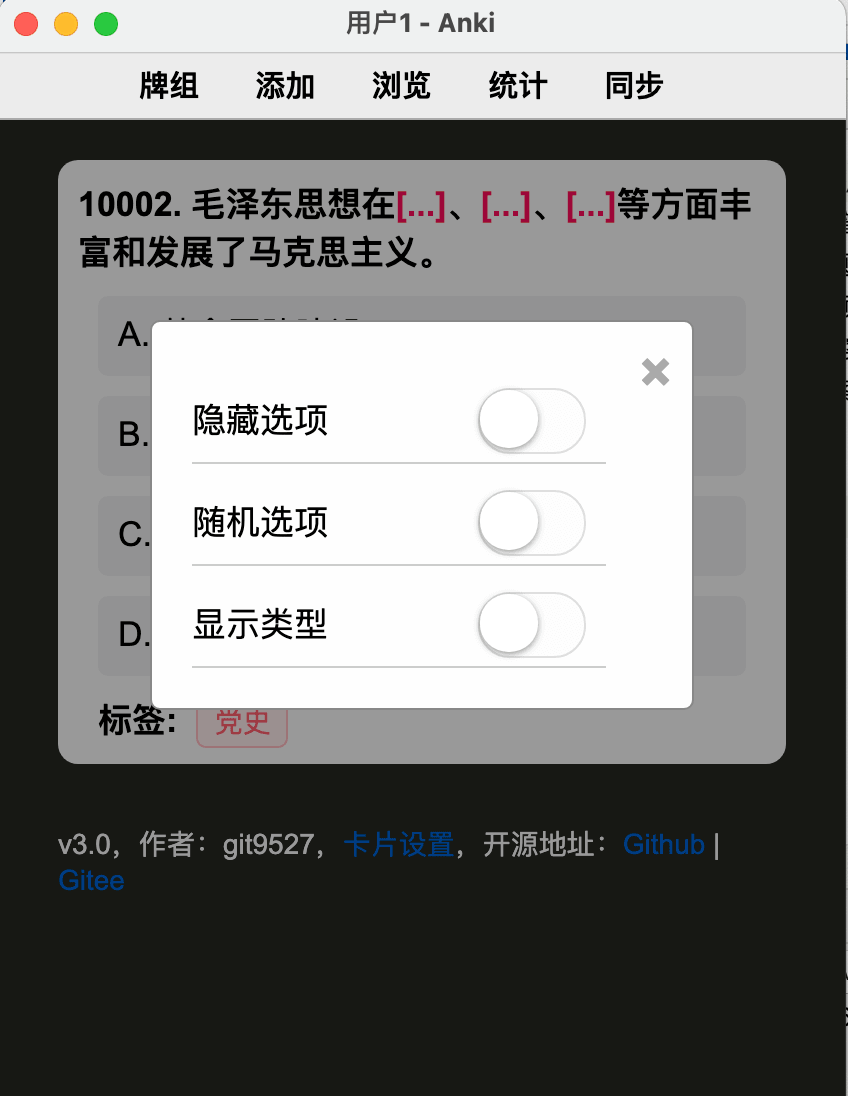 用户1 - Anki
牌组 添加 浏览 统计 同步
10002. 毛泽东思想在[...]、[...]、[...]等方面丰
富和发展了马克思主义。
A.
隐藏选项
B.
随机选项
C.
显示类型
D.
标签: 党史
v3.0，作者：git9527，卡片设置，开源地址：Github |
Gitee